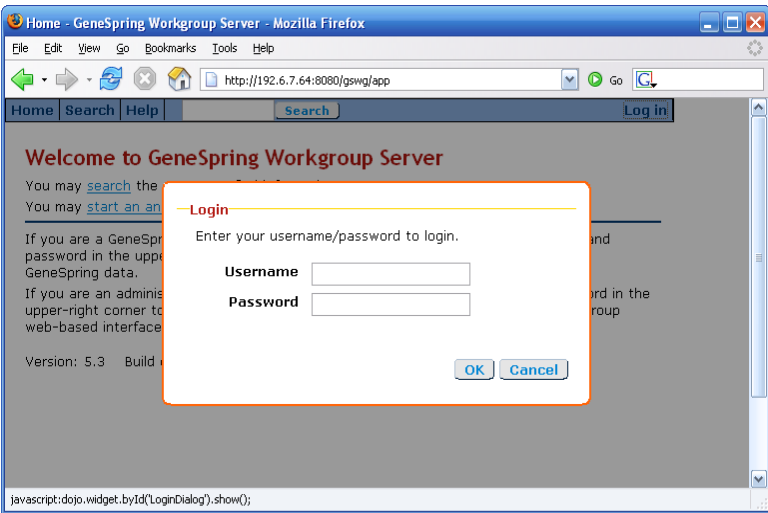 Home - GeneSpring Workgroup Server - Mozilla Firefox
File Edit View Go Bookmarks Tools Help
http://192.6.7.64:8080/gswg/app Go G
Home Search Help Search Log in
Welcome to GeneSpring Workgroup Server
You may search the
You may start an an
If you are a GeneSpr and
password in the uppe
GeneSpring data.
If you are an adminis ord in the
upper-right corner to roup
web-based interface
Version: 5.3 Build
Login
Enter your username/password to login.
Username
Password
OK Cancel
javascript:dojo.widget.byId('LoginDialog').show();